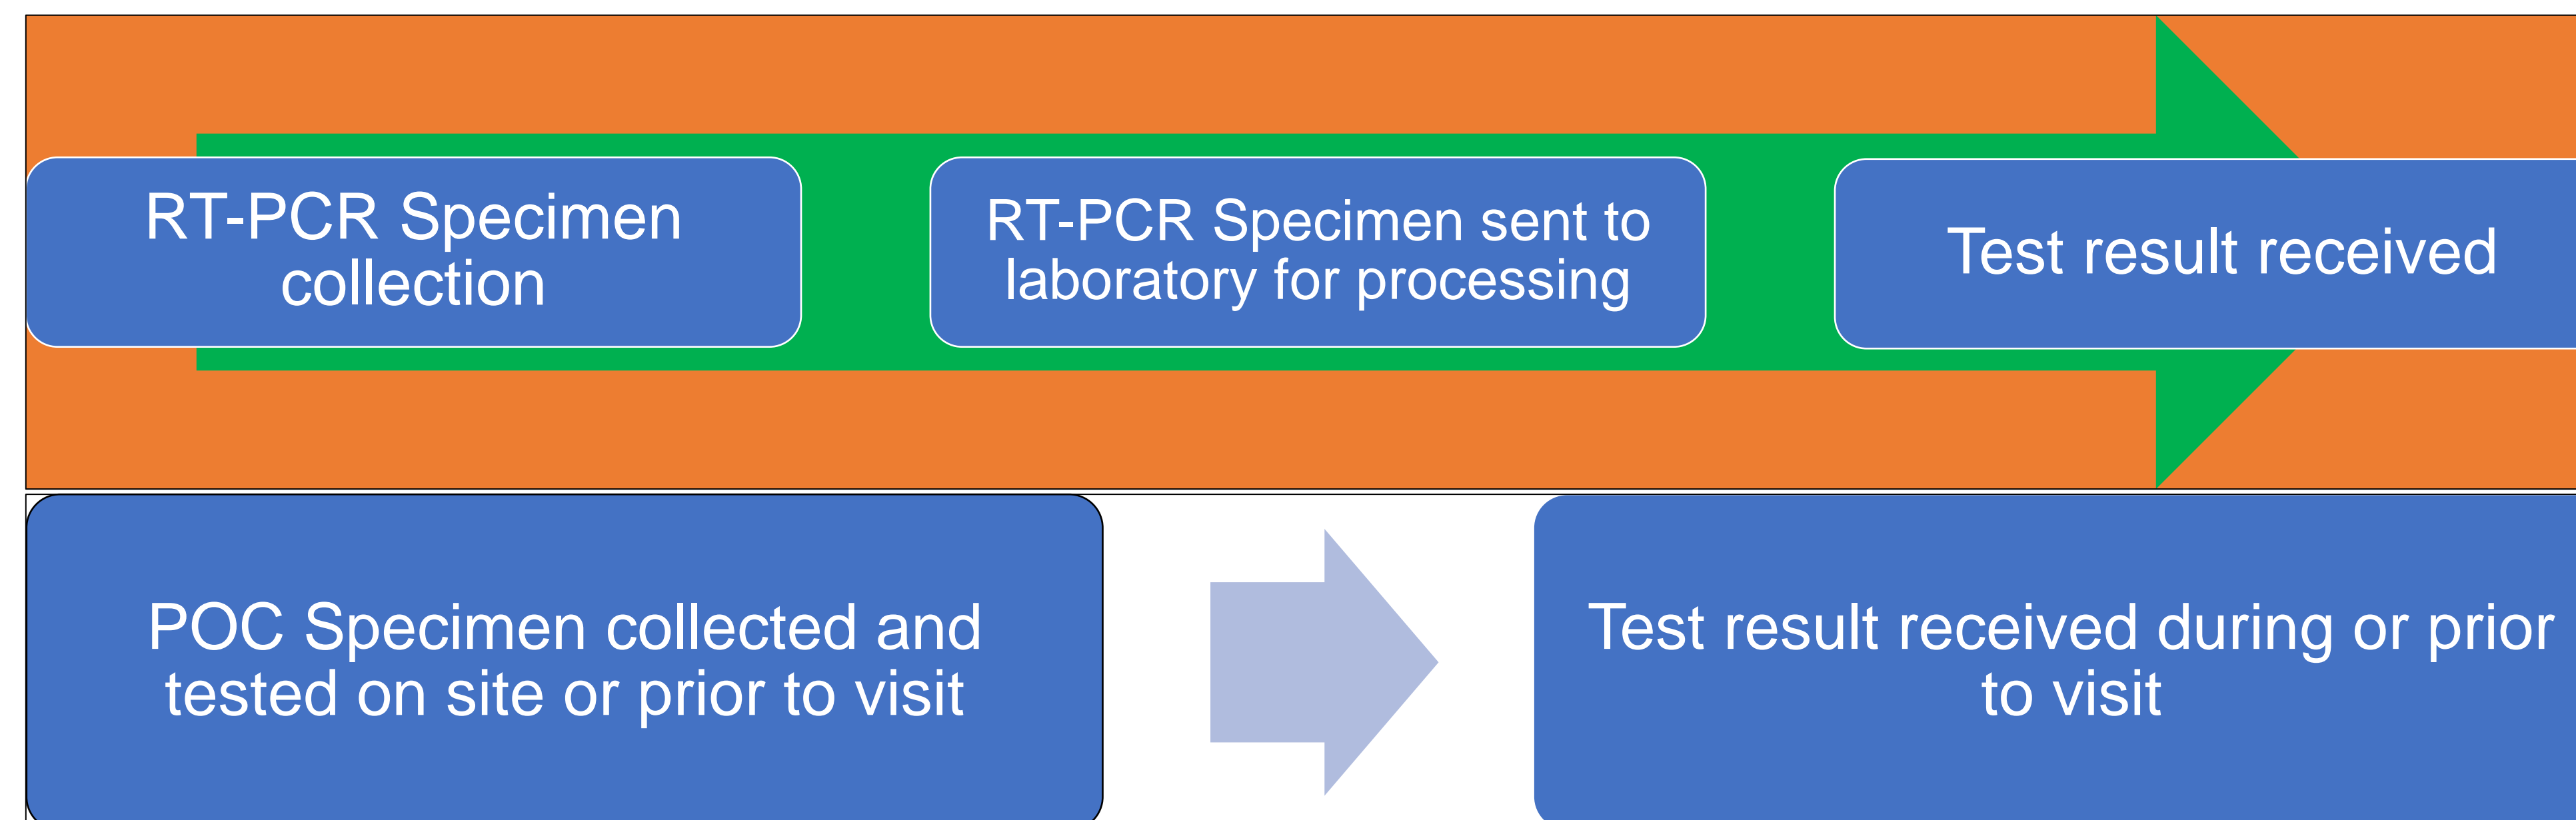 RT-PCR Specimen
collection
RT-PCR Specimen sent to
laboratory for processing
Test result received
POC Specimen collected and
tested on site or prior to visit
Test result received during or prior
to visit